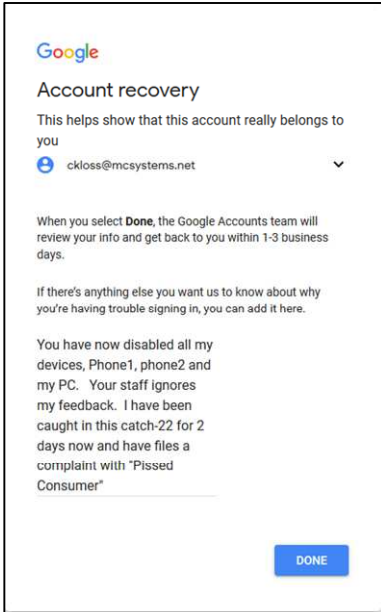 Google
Account recovery
This helps show that this account really belongs to
you
ckloss@mcsystems.net
When you select Done, the Google Accounts team will
review your info and get back to you within 1-3 business
days.
If there's anything else you want us to know about why
you're having trouble signing in, you can add it here.
You have now disabled all my
devices, Phone1, phone2 and
my PC.   Your staff ignores
my feedback.  I have been
caught in this catch-22 for 2
days now and have files a
complaint with "Pissed
Consumer"
DONE